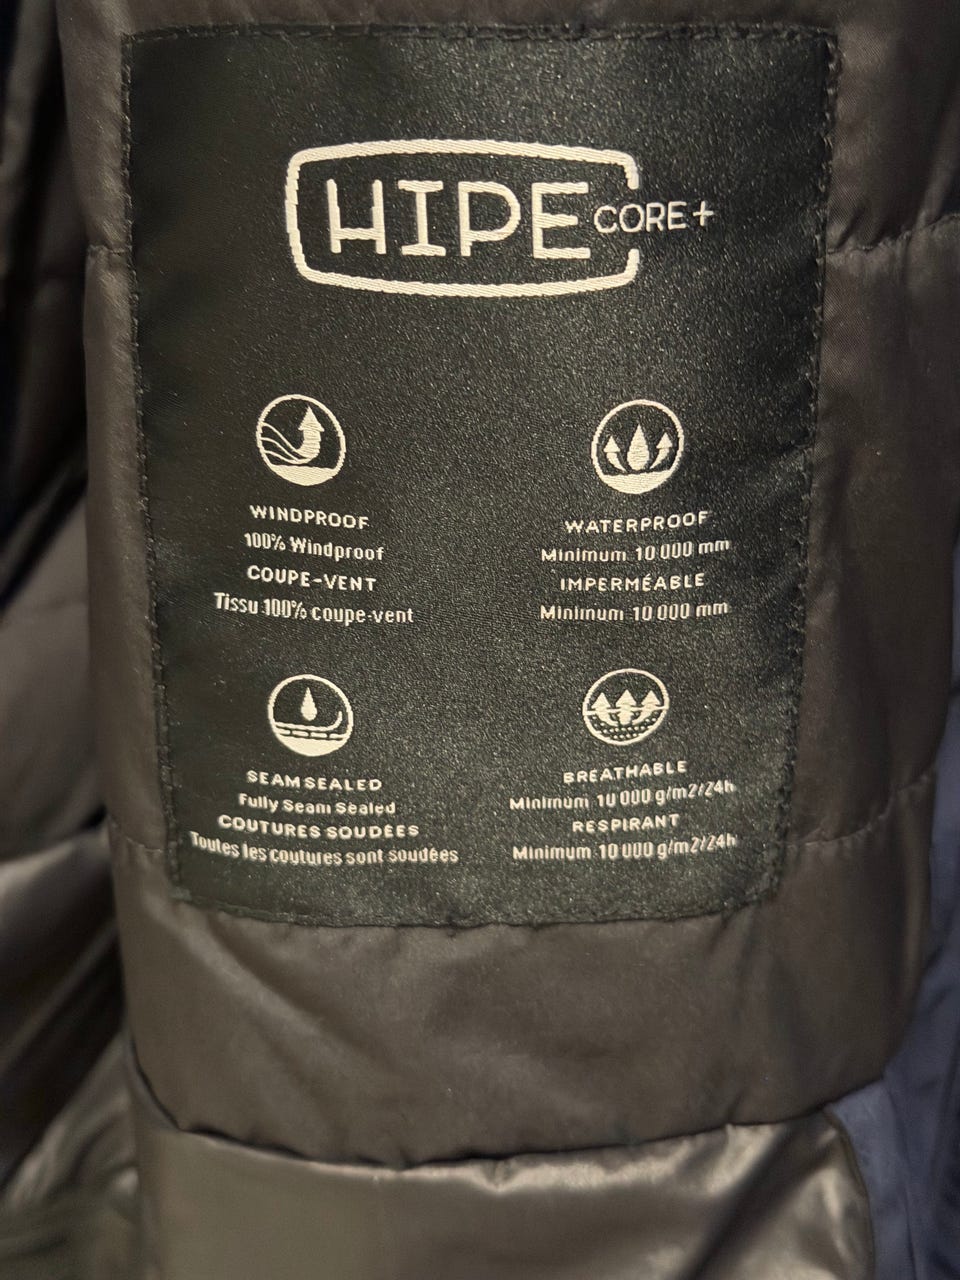 HIPE CORE+
WINDPROOF
100% Windproof
COUPE-VENT
Tissu 100% coupe-vent
WATERPROOF
Minimum 10 000 mm
IMPERMÉABLE
Minimum 10 000 mm
SEAM SEALED
Fully Seam Sealed
COUTURES SOUDÉES
Toutes les coutures sont soudées
BREATHABLE
Minimum 10 000 g/m2/24h
RESPIRANT
Minimum 10 000 g/m2/24h